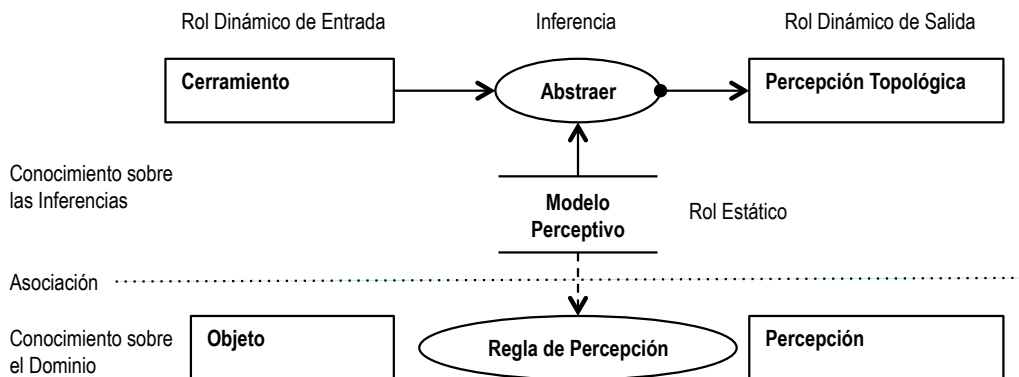 Rol Dinámico de Entrada
Inferencia
Rol Dinámico de Salida
Cerramiento
Abstraer
Percepción Topológica
Conocimiento sobre
las Inferencias
Modelo
Perceptivo
Rol Estático
Asociación
Conocimiento sobre
el Dominio
Objeto
Regla de Percepción
Percepción